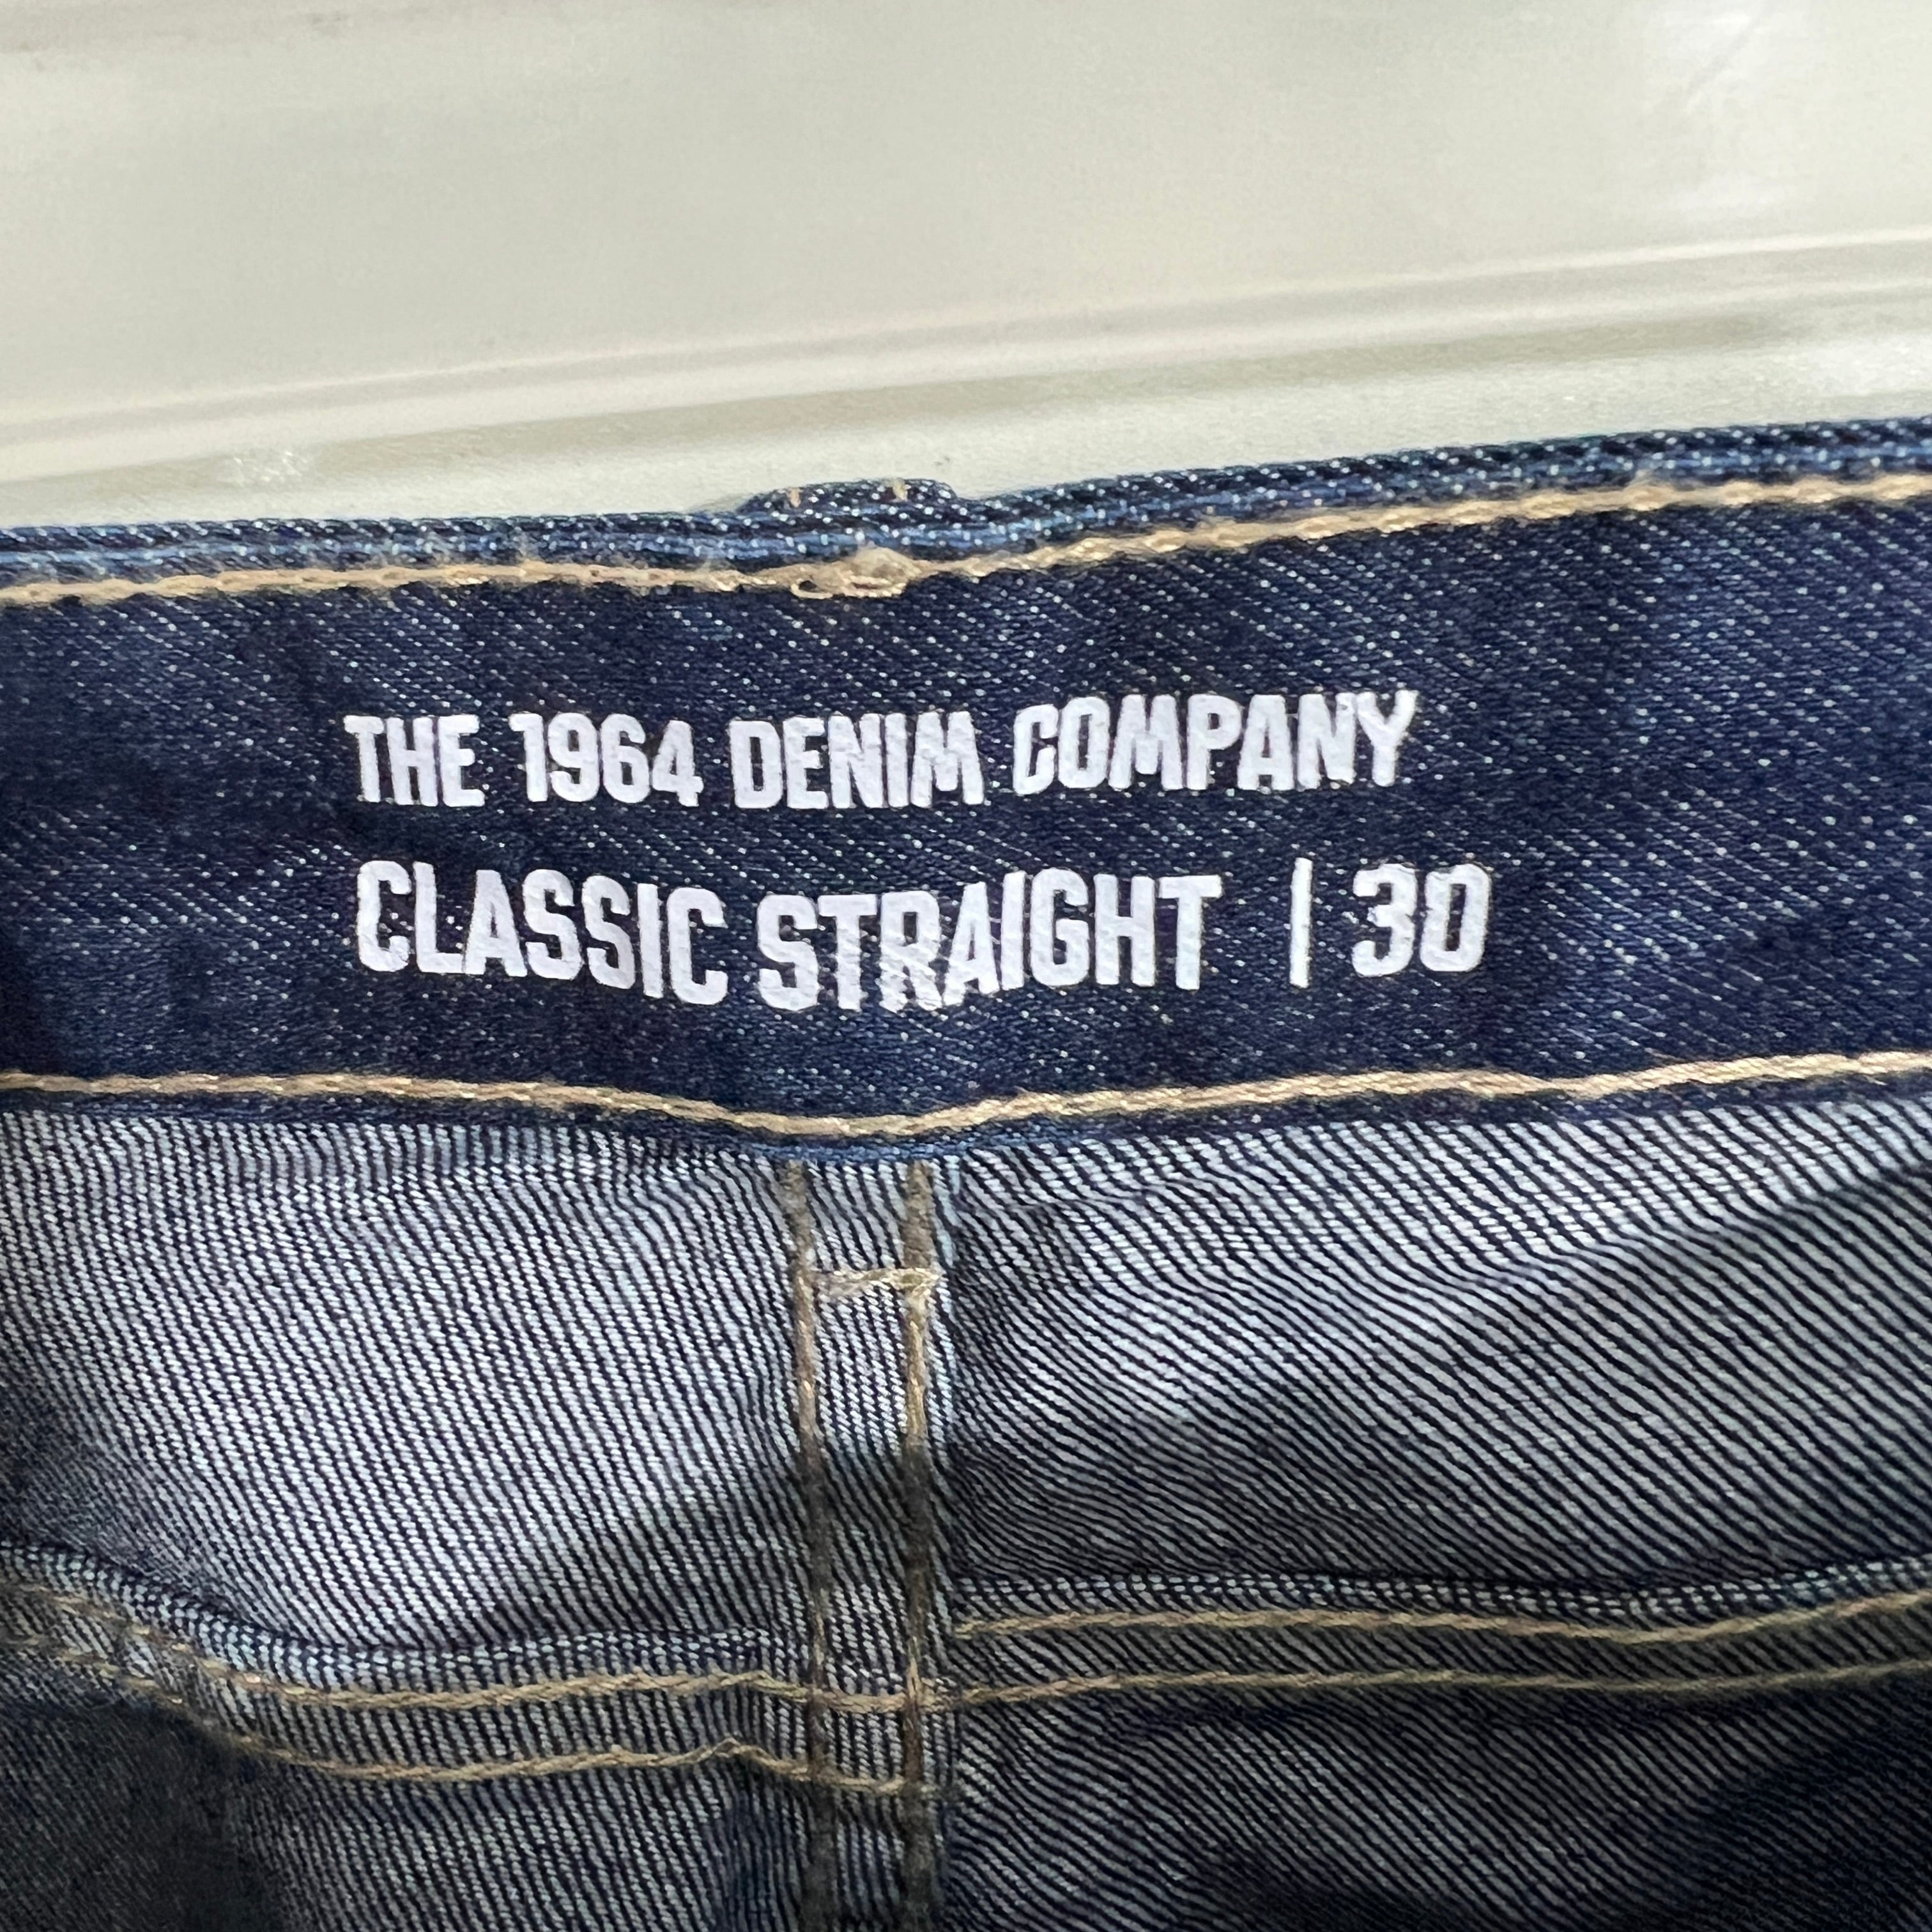 THE 1964 DENIM COMPANY
CLASSIC STRAIGHT | 30